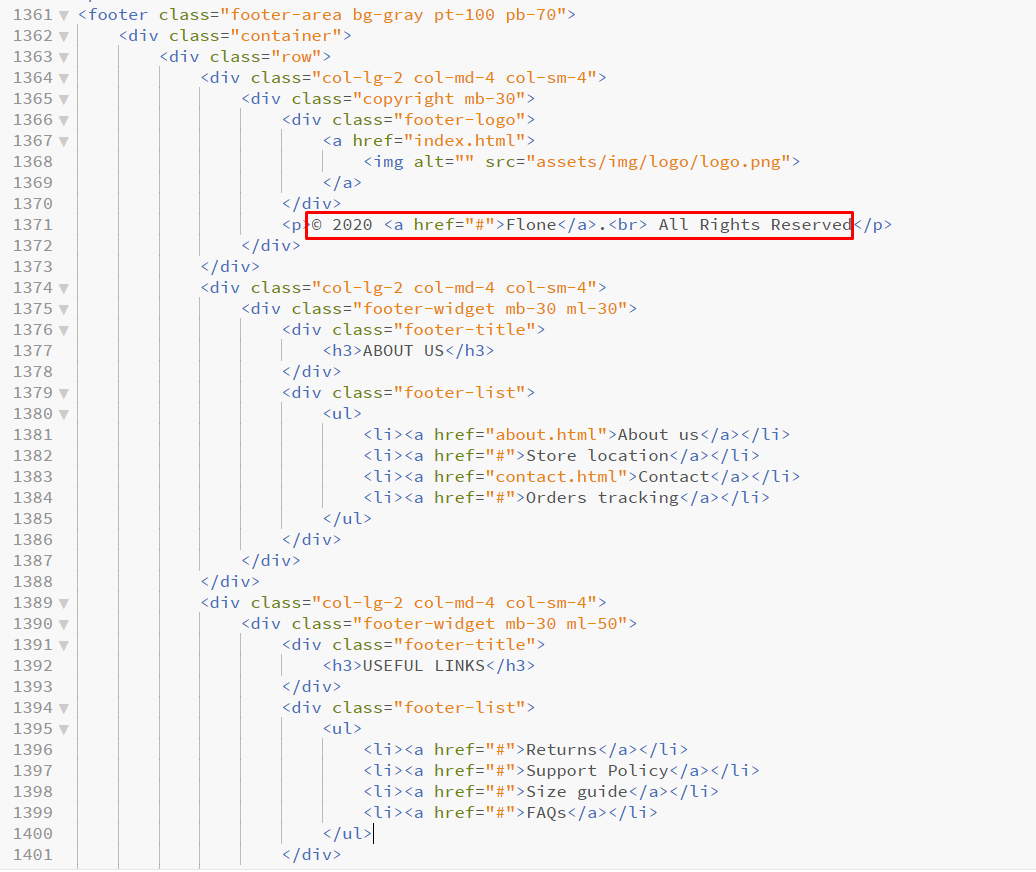 1361 <footer class="footer-area bg-gray pt-100 pb-70">
1362 <div class="container">
1363 <div class="row">
1364 <div class="col-lg-2 col-md-4 col-sm-4">
1365 <div class="copyright mb-30">
1366 <div class="footer-logo">
1367 <a href="index.html">
1368 <img alt="" src="assets/img/logo/logo.png">
1369 </a>
1370 </div>
1371 <p>© 2020 <a href="#">Flone</a>.<br> All Rights Reserved</p>
1372 </div>
1373 </div>
1374 <div class="col-lg-2 col-md-4 col-sm-4">
1375 <div class="footer-widget mb-30 ml-30">
1376 <div class="footer-title">
1377 <h3>ABOUT US</h3>
1378 </div>
1379 <div class="footer-list">
1380 <ul>
1381 <li><a href="about.html">About us</a></li>
1382 <li><a href="#">Store location</a></li>
1383 <li><a href="contact.html">Contact</a></li>
1384 <li><a href="#">Orders tracking</a></li>
1385 </ul>
1386 </div>
1387 </div>
1388 </div>
1389 <div class="col-lg-2 col-md-4 col-sm-4">
1390 <div class="footer-widget mb-30 ml-50">
1391 <div class="footer-title">
1392 <h3>USEFUL LINKS</h3>
1393 </div>
1394 <div class="footer-list">
1395 <ul>
1396 <li><a href="#">Returns</a></li>
1397 <li><a href="#">Support Policy</a></li>
1398 <li><a href="#">Size guide</a></li>
1399 <li><a href="#">FAQs</a></li>
1400 </ul>
1401 </div>